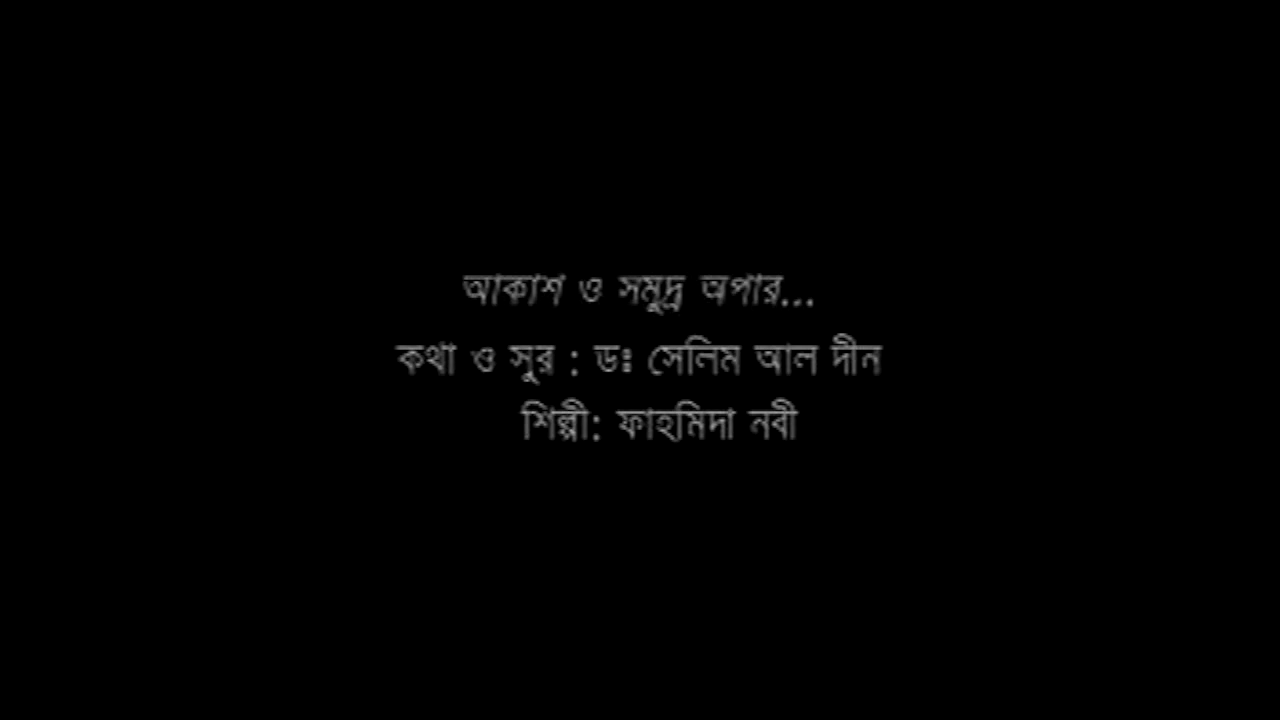 আকাশ ও সমুদ্র অপার...
কথা ও সুর : ডঃ সেলিম আল দীন
শিল্পী: ফাহমিদা নবী